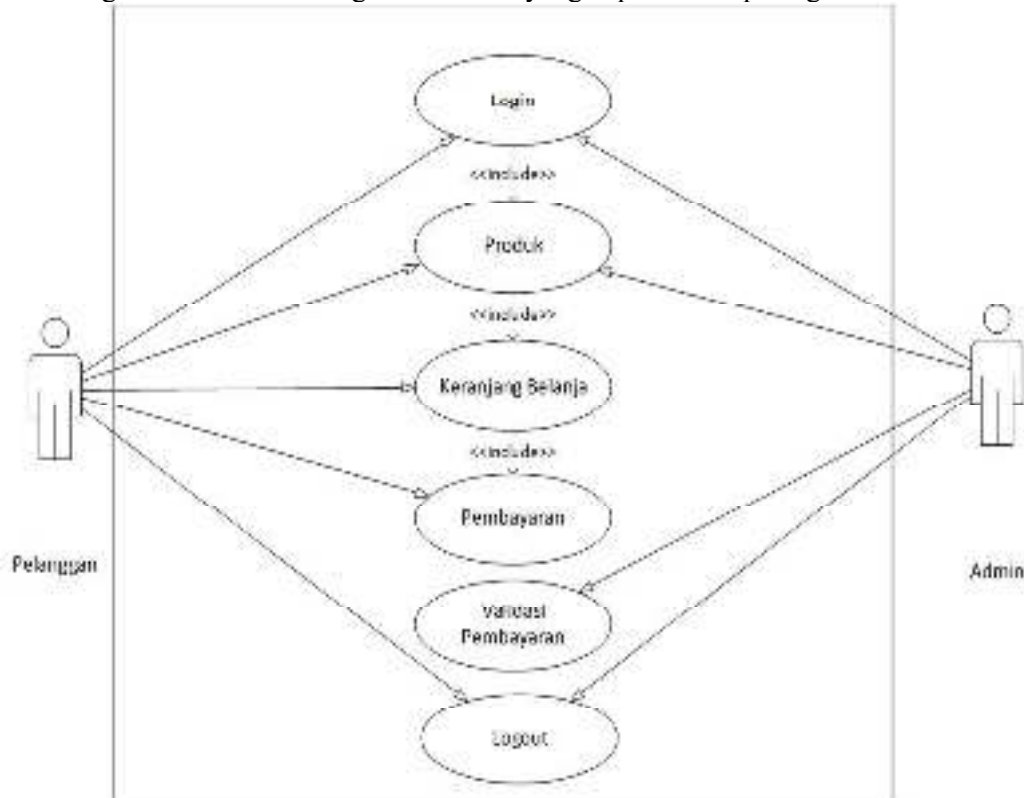 Login
<<include>>
Produk
<<include>>
Keranjang Belanja
<<include>>
Pembayaran
Pelanggan
Admin
Validasi
Pembayaran
Logout